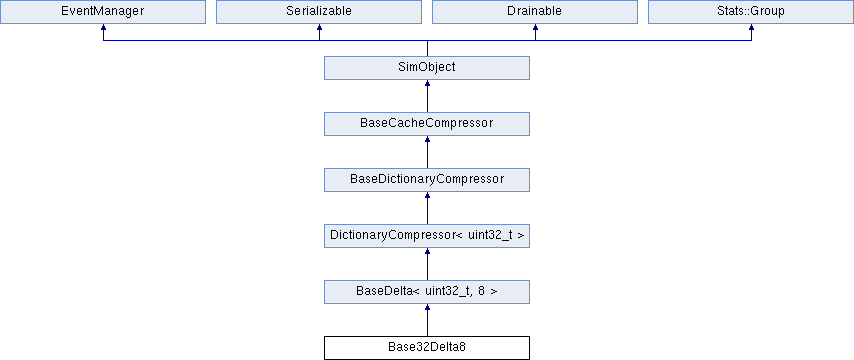 EventManager
Serializable
Drainable
Stats::Group
SimObject
BaseCacheCompressor
BaseDictionaryCompressor
DictionaryCompressor< uint32_t >
BaseDelta< uint32_t, 8 >
Base32Delta8